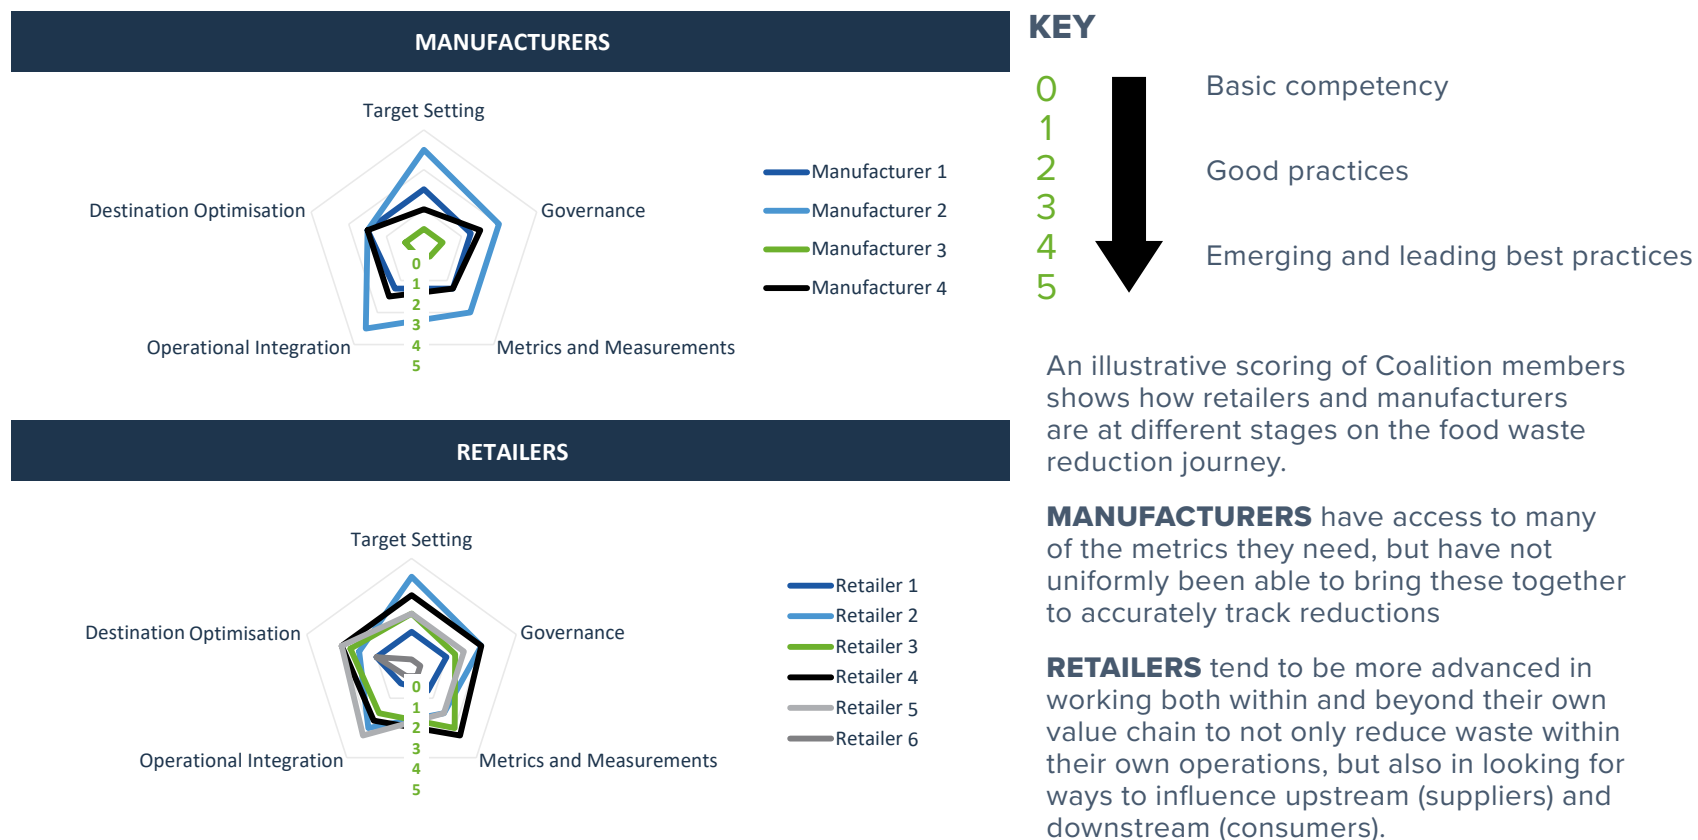 MANUFACTURERS
Target Setting
Destination Optimisation
Governance
Operational Integration
Metrics and Measurements
0
1
2
3
4
5
Manufacturer 1
Manufacturer 2
Manufacturer 3
Manufacturer 4
RETAILERS
Target Setting
Destination Optimisation
Governance
Operational Integration
Metrics and Measurements
0
1
2
3
4
5
Retailer 1
Retailer 2
Retailer 3
Retailer 4
Retailer 5
Retailer 6
KEY
0
1
2
3
4
5
Basic competency
Good practices
Emerging and leading best practices
An illustrative scoring of Coalition members
shows how retailers and manufacturers
are at different stages on the food waste
reduction journey.
MANUFACTURERS have access to many
of the metrics they need, but have not
uniformly been able to bring these together
to accurately track reductions
RETAILERS tend to be more advanced in
working both within and beyond their own
value chain to not only reduce waste within
their own operations, but also in looking for
ways to influence upstream (suppliers) and
downstream (consumers).